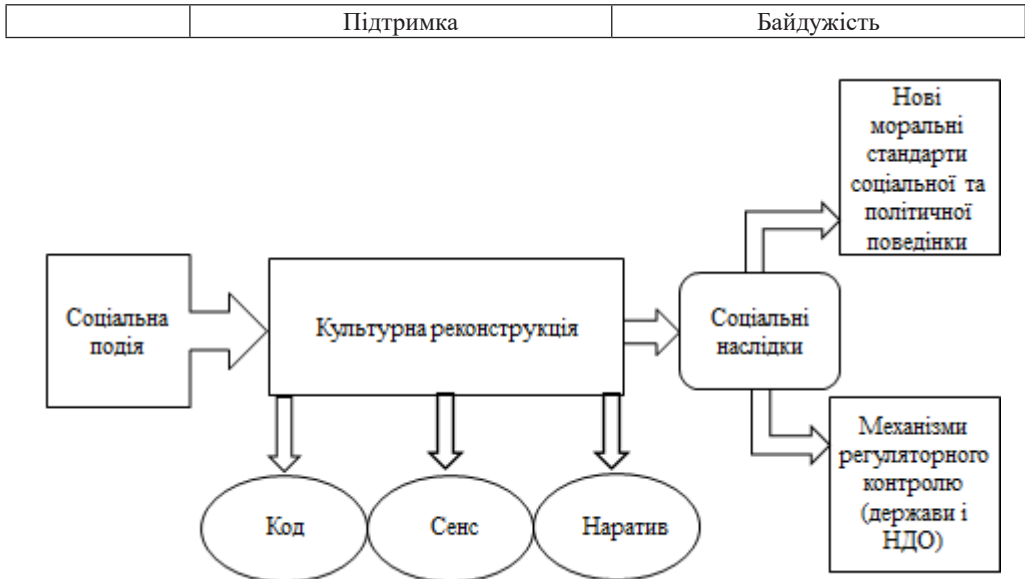 Підтримка Байдужість
Нові
моральні
стандарти
соціальної та
політичної
поведінки
Соціальна
подія
Культурна реконструкція
Соціальні
наслідки
Механізми
регуляторного
контролю
(держави і
НДО)
Код
Сенс
Наратив